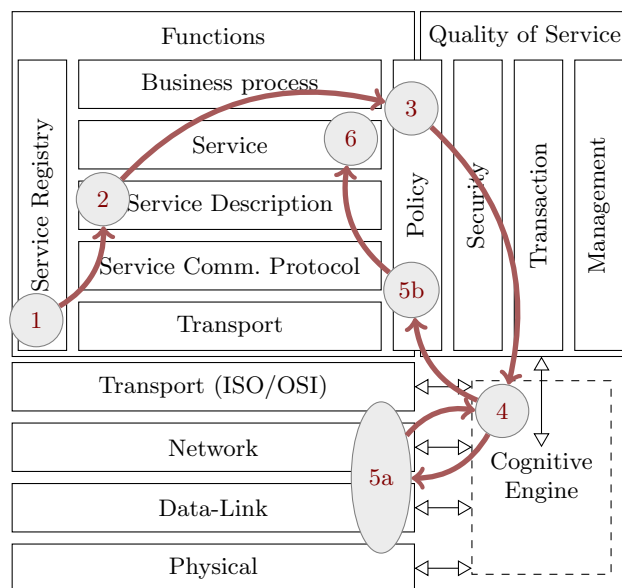 Functions
Quality of Service
Service Registry
Business process
Service
Service Description
Service Comm. Protocol
Transport
Policy
Security
Transaction
Management
1
2
3
6
5b
Transport (ISO/OSI)
Network
Data-Link
Physical
4
5a
Cognitive
Engine